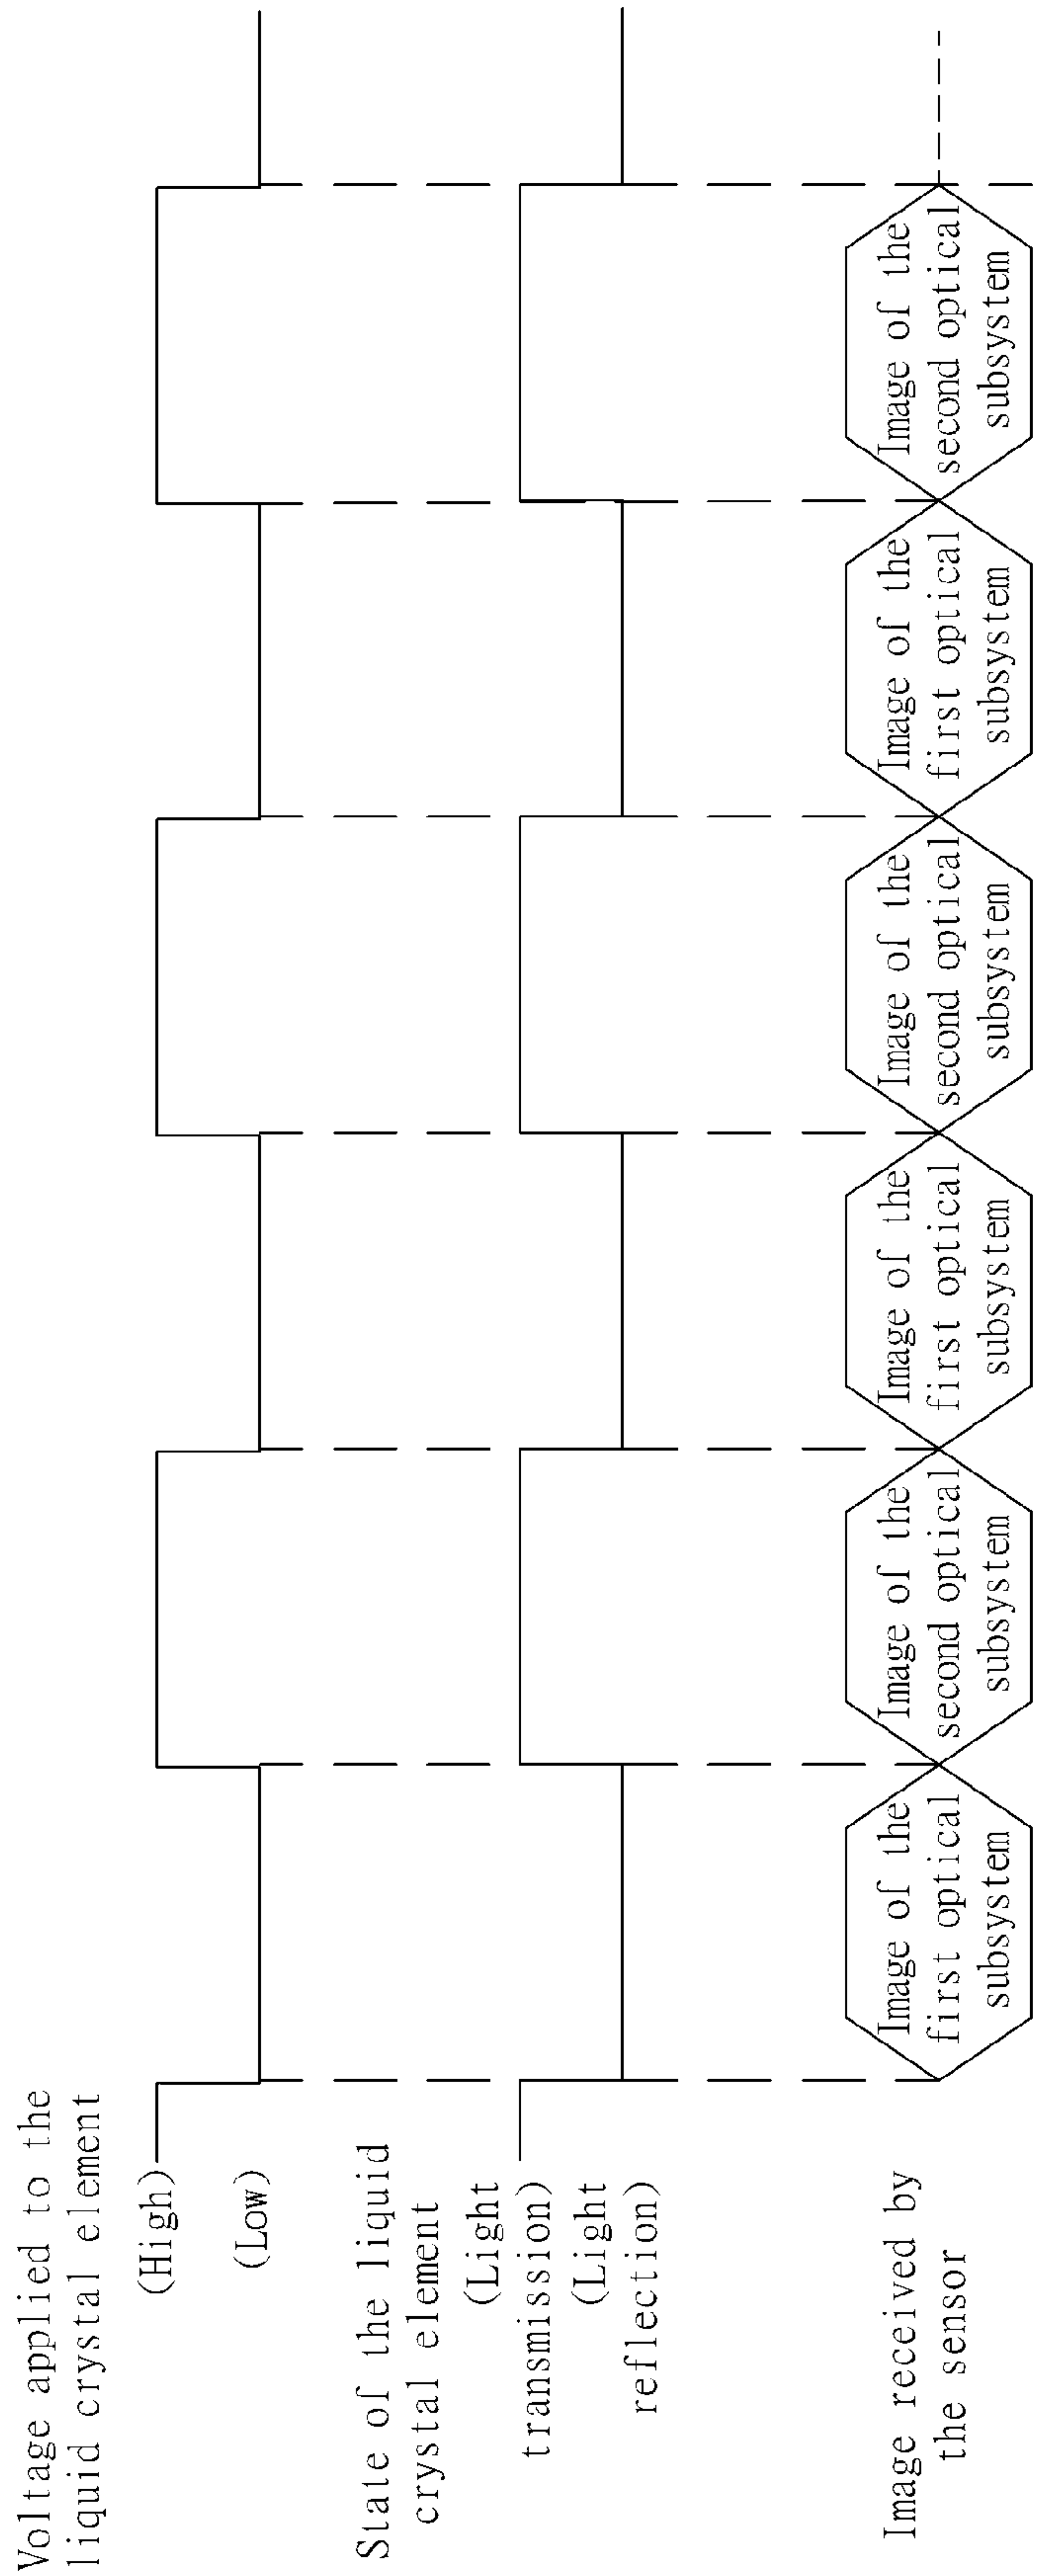 Voltage applied to the
liquid crystal element
(High)
(Low)
State of the liquid
crystal element
(Light
transmission)
(Light
reflection)
Image received by
the sensor
Image of the
first optical
subsystem
Image of the
second optical
subsystem
Image of the
first optical
subsystem
Image of the
second optical
subsystem
Image of the
first optical
subsystem
Image of the
second optical
subsystem